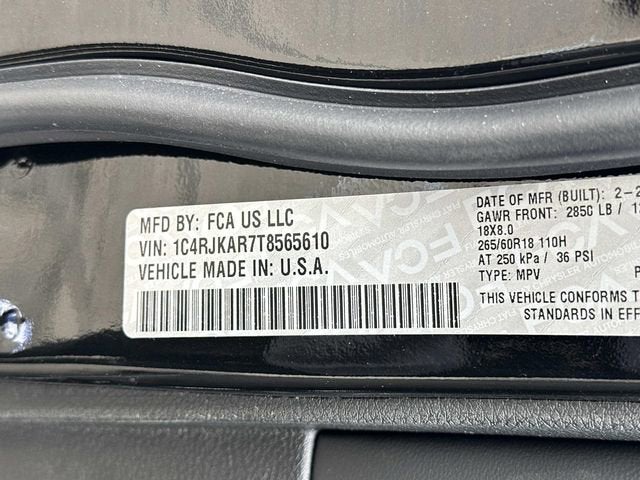 MFD BY: FCA US LLC
VIN: 1C4RJKAR7T8565610
VEHICLE MADE IN: U.S.A.
DATE OF MFR (BUILT): 2-2
GAWR FRONT: 2850 LB / 1
18X8.0
265/60R18 110H
AT 250 kPa / 36 PSI
TYPE: MPV
THIS VEHICLE CONFORMS T
STANDARDS IN EFF